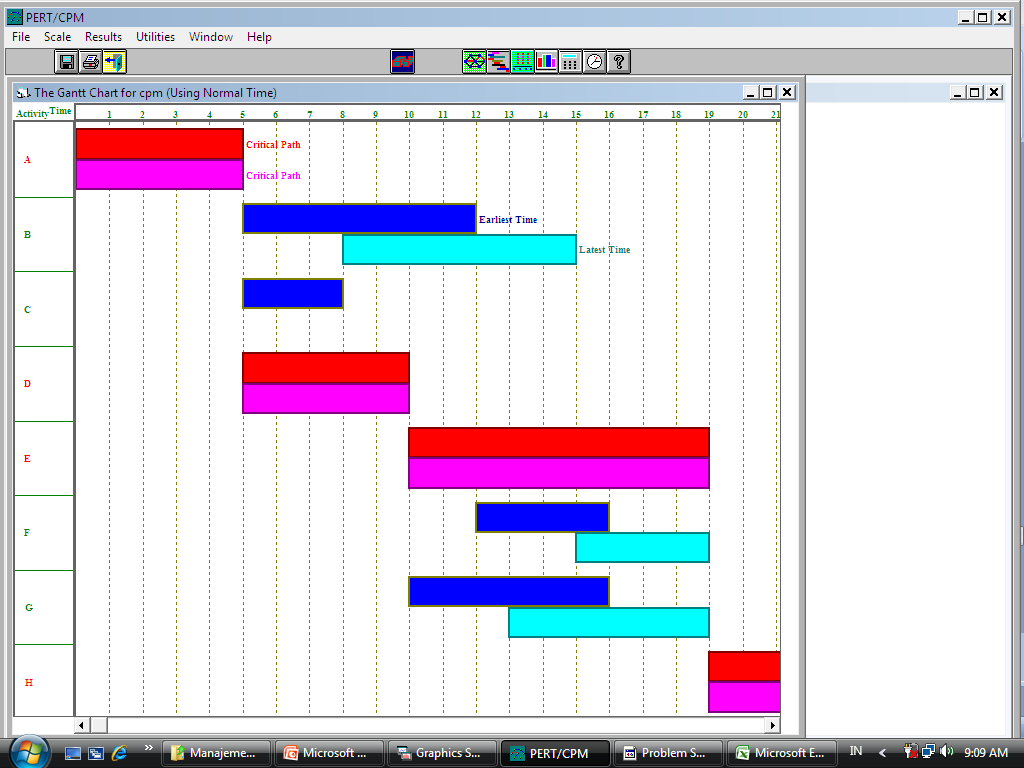 PERT/CPM
File Scale Results Utilities Window Help
?
The Gantt Chart for cpm (Using Normal Time)
Activity Time 1 2 3 4 5 6 7 8 9 10 11 12 13 14 15 16 17 18 19 20 21
A
Critical Path
Critical Path
B
Earliest Time
Latest Time
C
D
E
F
G
H
» Manajeme... Microsoft ... Graphics S... PERT/CPM Problem S... Microsoft E... IN < 9:09 AM